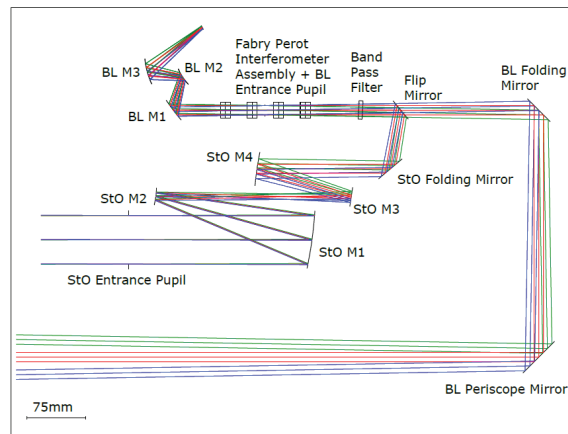 Fabry Perot
Interferometer
Assembly + BL
Entrance Pupil
Band
Pass
Filter
Flip
Mirror
BL Folding
Mirror
BL M3
BL M2
BL M1
StO M4
StO Folding Mirror
StO M2
StO M3
StO M1
StO Entrance Pupil
BL Periscope Mirror
75mm